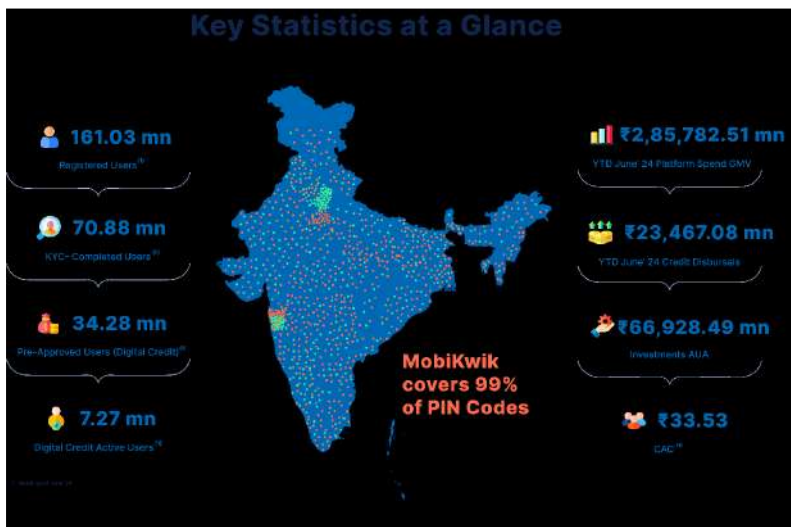 Key Statistics at a Glance
161.03 mn
Registered Users
70.88 mn
KYC- Completed Users
34.28 mn
Pre-Approved Users (Digital Credit)
7.27 mn
Digital Credit Active Users
MobiKwik
covers 99%
of PIN Codes
₹2,85,782.51 mn
YTD June' 24 Platform Spend GMV
₹23,467.08 mn
YTD June' 24 Credit Disbursals
₹66,928.49 mn
Investments AUA
₹33.53
CAC